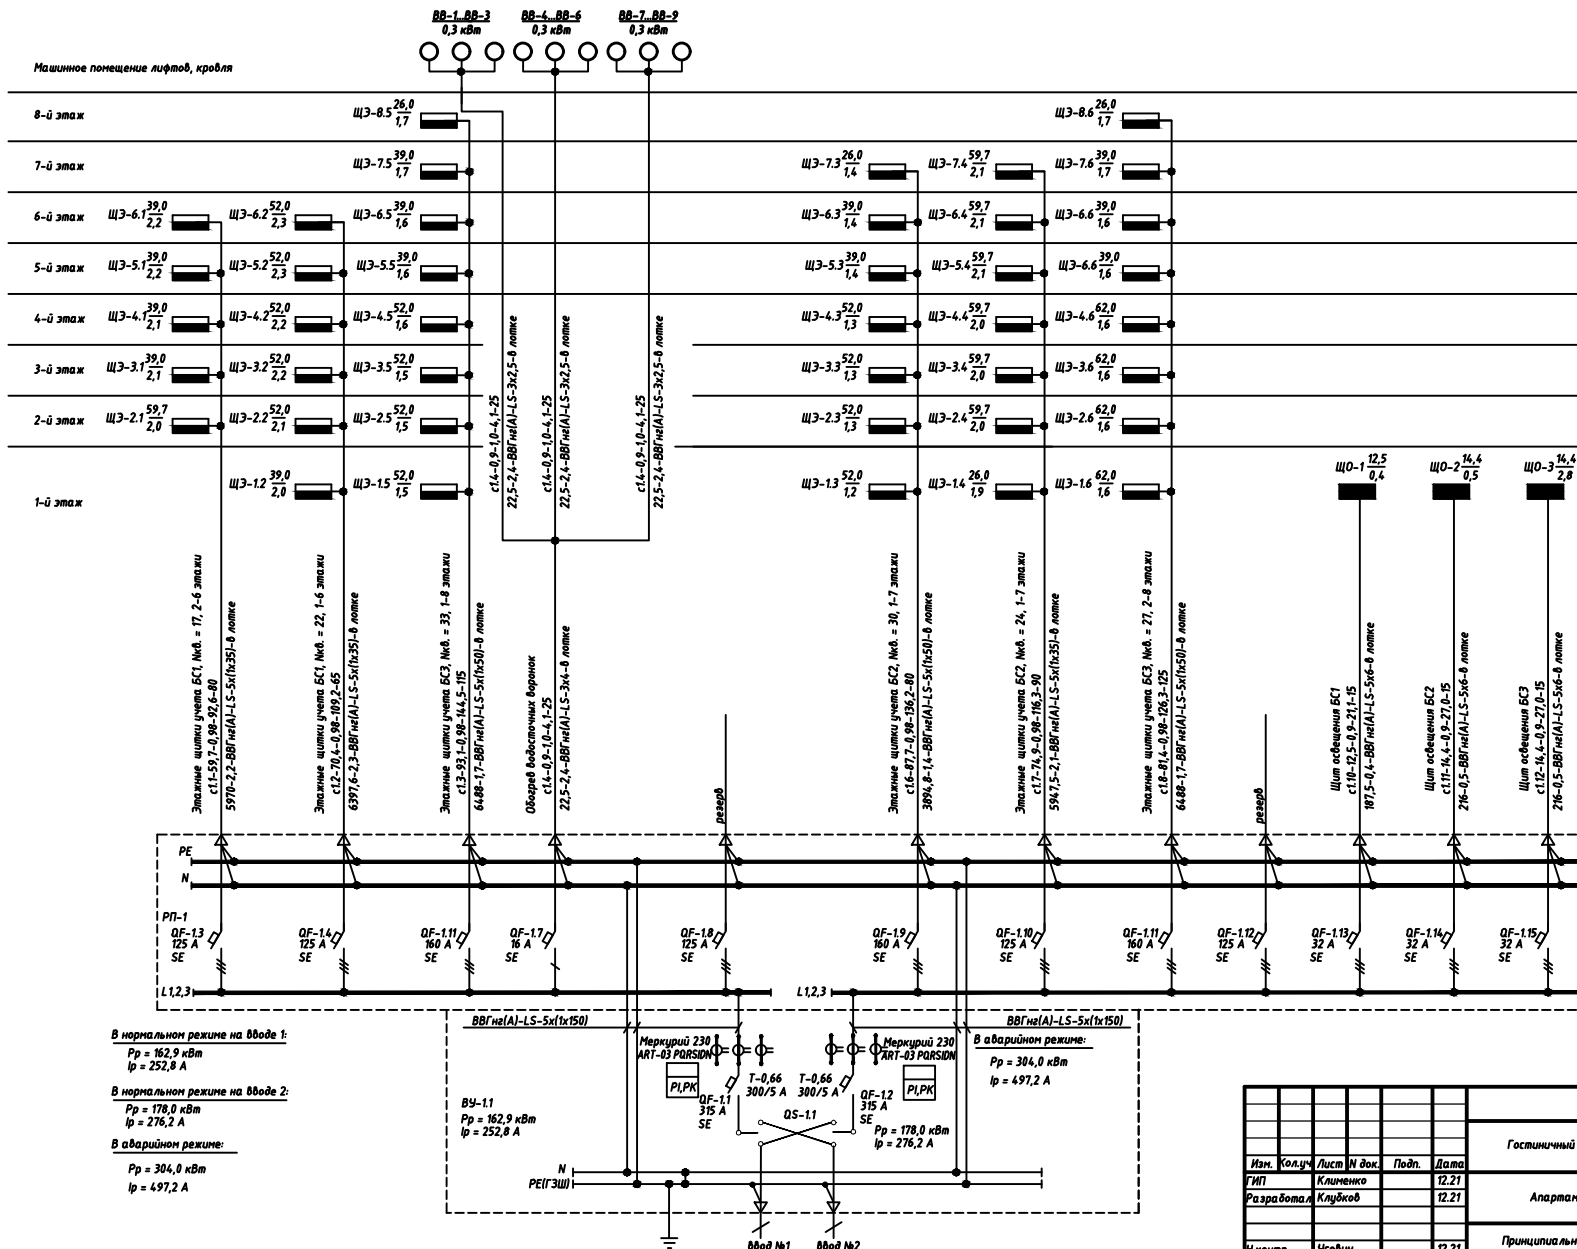 ВВ-1...ВВ-3
0,3 кВт
ВВ-4...ВВ-6
0,3 кВт
ВВ-7...ВВ-9
0,3 кВт
Машинное помещение лифтов, кровля
8-й этаж
ЩЭ-8.5 26,0
1,7
ЩЭ-8.6 26,0
1,7
7-й этаж
ЩЭ-7.5 39,0
1,7
ЩЭ-7.3 26,0
1,4
ЩЭ-7.4 59,7
2,1
ЩЭ-7.6 39,0
1,7
6-й этаж
ЩЭ-6.1 39,0
2,2
ЩЭ-6.2 52,0
2,3
ЩЭ-6.5 39,0
1,6
ЩЭ-6.3 39,0
1,4
ЩЭ-6.4 59,7
2,1
ЩЭ-6.6 39,0
1,6
5-й этаж
ЩЭ-5.1 39,0
2,2
ЩЭ-5.2 52,0
2,3
ЩЭ-5.5 39,0
1,6
ЩЭ-5.3 39,0
1,4
ЩЭ-5.4 59,7
2,1
ЩЭ-6.6 39,0
1,6
4-й этаж
ЩЭ-4.1 39,0
2,1
ЩЭ-4.2 52,0
2,2
ЩЭ-4.5 52,0
1,6
ЩЭ-4.3 52,0
1,3
ЩЭ-4.4 59,7
2,0
ЩЭ-4.6 62,0
1,6
3-й этаж
ЩЭ-3.1 39,0
2,1
ЩЭ-3.2 52,0
2,2
ЩЭ-3.5 52,0
1,5
ЩЭ-3.3 52,0
1,3
ЩЭ-3.4 59,7
2,0
ЩЭ-3.6 62,0
1,6
2-й этаж
ЩЭ-2.1 59,7
2,0
ЩЭ-2.2 52,0
2,1
ЩЭ-2.5 52,0
1,5
ЩЭ-2.3 52,0
1,3
ЩЭ-2.4 59,7
2,0
ЩЭ-2.6 62,0
1,6
1-й этаж
ЩЭ-1.2 39,0
2,0
ЩЭ-1.5 52,0
1,5
ЩЭ-1.3 52,0
1,2
ЩЭ-1.4 26,0
1,9
ЩЭ-1.6 62,0
1,6
ЩО-1 12,5
0,4
ЩО-2 14,4
0,5
ЩО-3 14,4
2,8
с1.4-0,9-1,0-4,1-25
22,5-2,4-ВВГнг(А)-LS-3х2,5-в лотке
с1.4-0,9-1,0-4,1-25
22,5-2,4-ВВГнг(А)-LS-3х2,5-в лотке
с1.4-0,9-1,0-4,1-25
22,5-2,4-ВВГнг(А)-LS-3х2,5-в лотке
Этажные щитки учета БС1, Nкв. = 17, 2-6 этажи
с1.1-59,7-0,98-92,6-80
5970-2,2-ВВГнг(А)-LS-5х(1х35)-в лотке
Этажные щитки учета БС1, Nкв. = 22, 1-6 этажи
с1.2-70,4-0,98-109,2-65
6397,6-2,3-ВВГнг(А)-LS-5х(1х35)-в лотке
Этажные щитки учета БС3, Nкв. = 33, 1-8 этажи
с1.3-93,1-0,98-144,5-115
6488-1,7-ВВГнг(А)-LS-5х(1х50)-в лотке
Обогрев водосточных воронок
с1.4-0,9-1,0-4,1-25
22,5-2,4-ВВГнг(А)-LS-3х4-в лотке
резерв
Этажные щитки учета БС2, Nкв. = 30, 1-7 этажи
с1.6-87,7-0,98-136,2-80
3894,8-1,4-ВВГнг(А)-LS-5х(1х50)-в лотке
Этажные щитки учета БС2, Nкв. = 24, 1-7 этажи
с1.7-74,9-0,98-116,3-90
5947,5-2,1-ВВГнг(А)-LS-5х(1х35)-в лотке
Этажные щитки учета БС3, Nкв. = 27, 2-8 этажи
с1.8-81,4-0,98-126,3-125
6488-1,7-ВВГнг(А)-LS-5х(1х50)-в лотке
резерв
Щит освещения БС1
с1.10-12,5-0,9-21,1-15
187,5-0,4-ВВГнг(А)-LS-5х6-в лотке
Щит освещения БС2
с1.11-14,4-0,9-27,0-15
216-0,5-ВВГнг(А)-LS-5х6-в лотке
Щит освещения БС3
с1.12-14,4-0,9-27,0-15
216-0,5-ВВГнг(А)-LS-5х6-в лотке
PE
N
РП-1
QF-1.3
125 А
SE
QF-1.4
125 А
SE
QF-1.11
160 А
SE
QF-1.7
16 А
SE
QF-1.8
125 А
SE
QF-1.9
160 А
SE
QF-1.10
125 А
SE
QF-1.11
160 А
SE
QF-1.12
125 А
SE
QF-1.13
32 А
SE
QF-1.14
32 А
SE
QF-1.15
32 А
SE
L1,2,3
L1,2,3
ВВГнг(А)-LS-5х(1х150)
ВВГнг(А)-LS-5х(1х150)
В нормальном режиме на вводе 1:
Рр = 162,9 кВт
Iр = 252,8 А
В нормальном режиме на вводе 2:
Рр = 178,0 кВт
Iр = 276,2 А
В аварийном режиме:
Рр = 304,0 кВт
Iр = 497,2 А
Меркурий 230
ART-03 PQRSIDN
PI,PK
Т-0,66
300/5 А
QF-1.1
315 А
SE
ВУ-1.1
Рр = 162,9 кВт
Iр = 252,8 А
QS-1.1
Т-0,66
300/5 А
Меркурий 230
ART-03 PQRSIDN
PI,PK
QF-1.2
315 А
SE
Рр = 178,0 кВт
Iр = 276,2 А
В аварийном режиме:
Рр = 304,0 кВт
Iр = 497,2 А
N
PE(ГЗШ)
ввод №1
ввод №2
Изм. Кол.уч Лист N док. Подп. Дата
ГИП Клименко 12.21
Разработал Клубков 12.21
12.21
Гостиничный
Апартам
Принципиальн